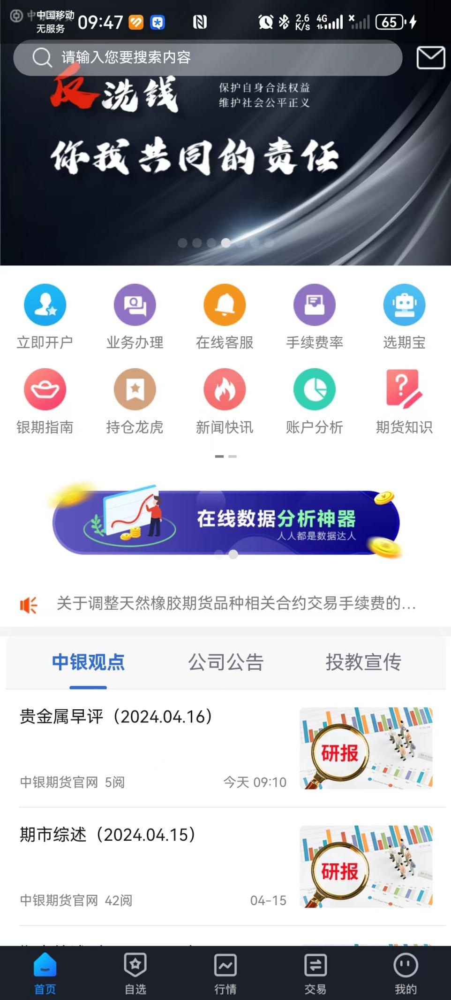 中国移动
无服务
09:47
2.6
K/s
4G
65
请输入您要搜索内容
反洗钱
保护自身合法权益
维护社会公平正义
你我共同的责任
立即开户 业务办理 在线客服 手续费率 选期宝
银期指南 持仓龙虎 新闻快讯 账户分析 期货知识
在线数据分析神器
人人都是数据达人
关于调整天然橡胶期货品种相关合约交易手续费的...
中银观点 公司公告 投教宣传
贵金属早评（2024.04.16）
研报
中银期货官网 5阅 今天 09:10
期市综述（2024.04.15）
研报
中银期货官网 42阅 04-15
首页 自选 行情 交易 我的